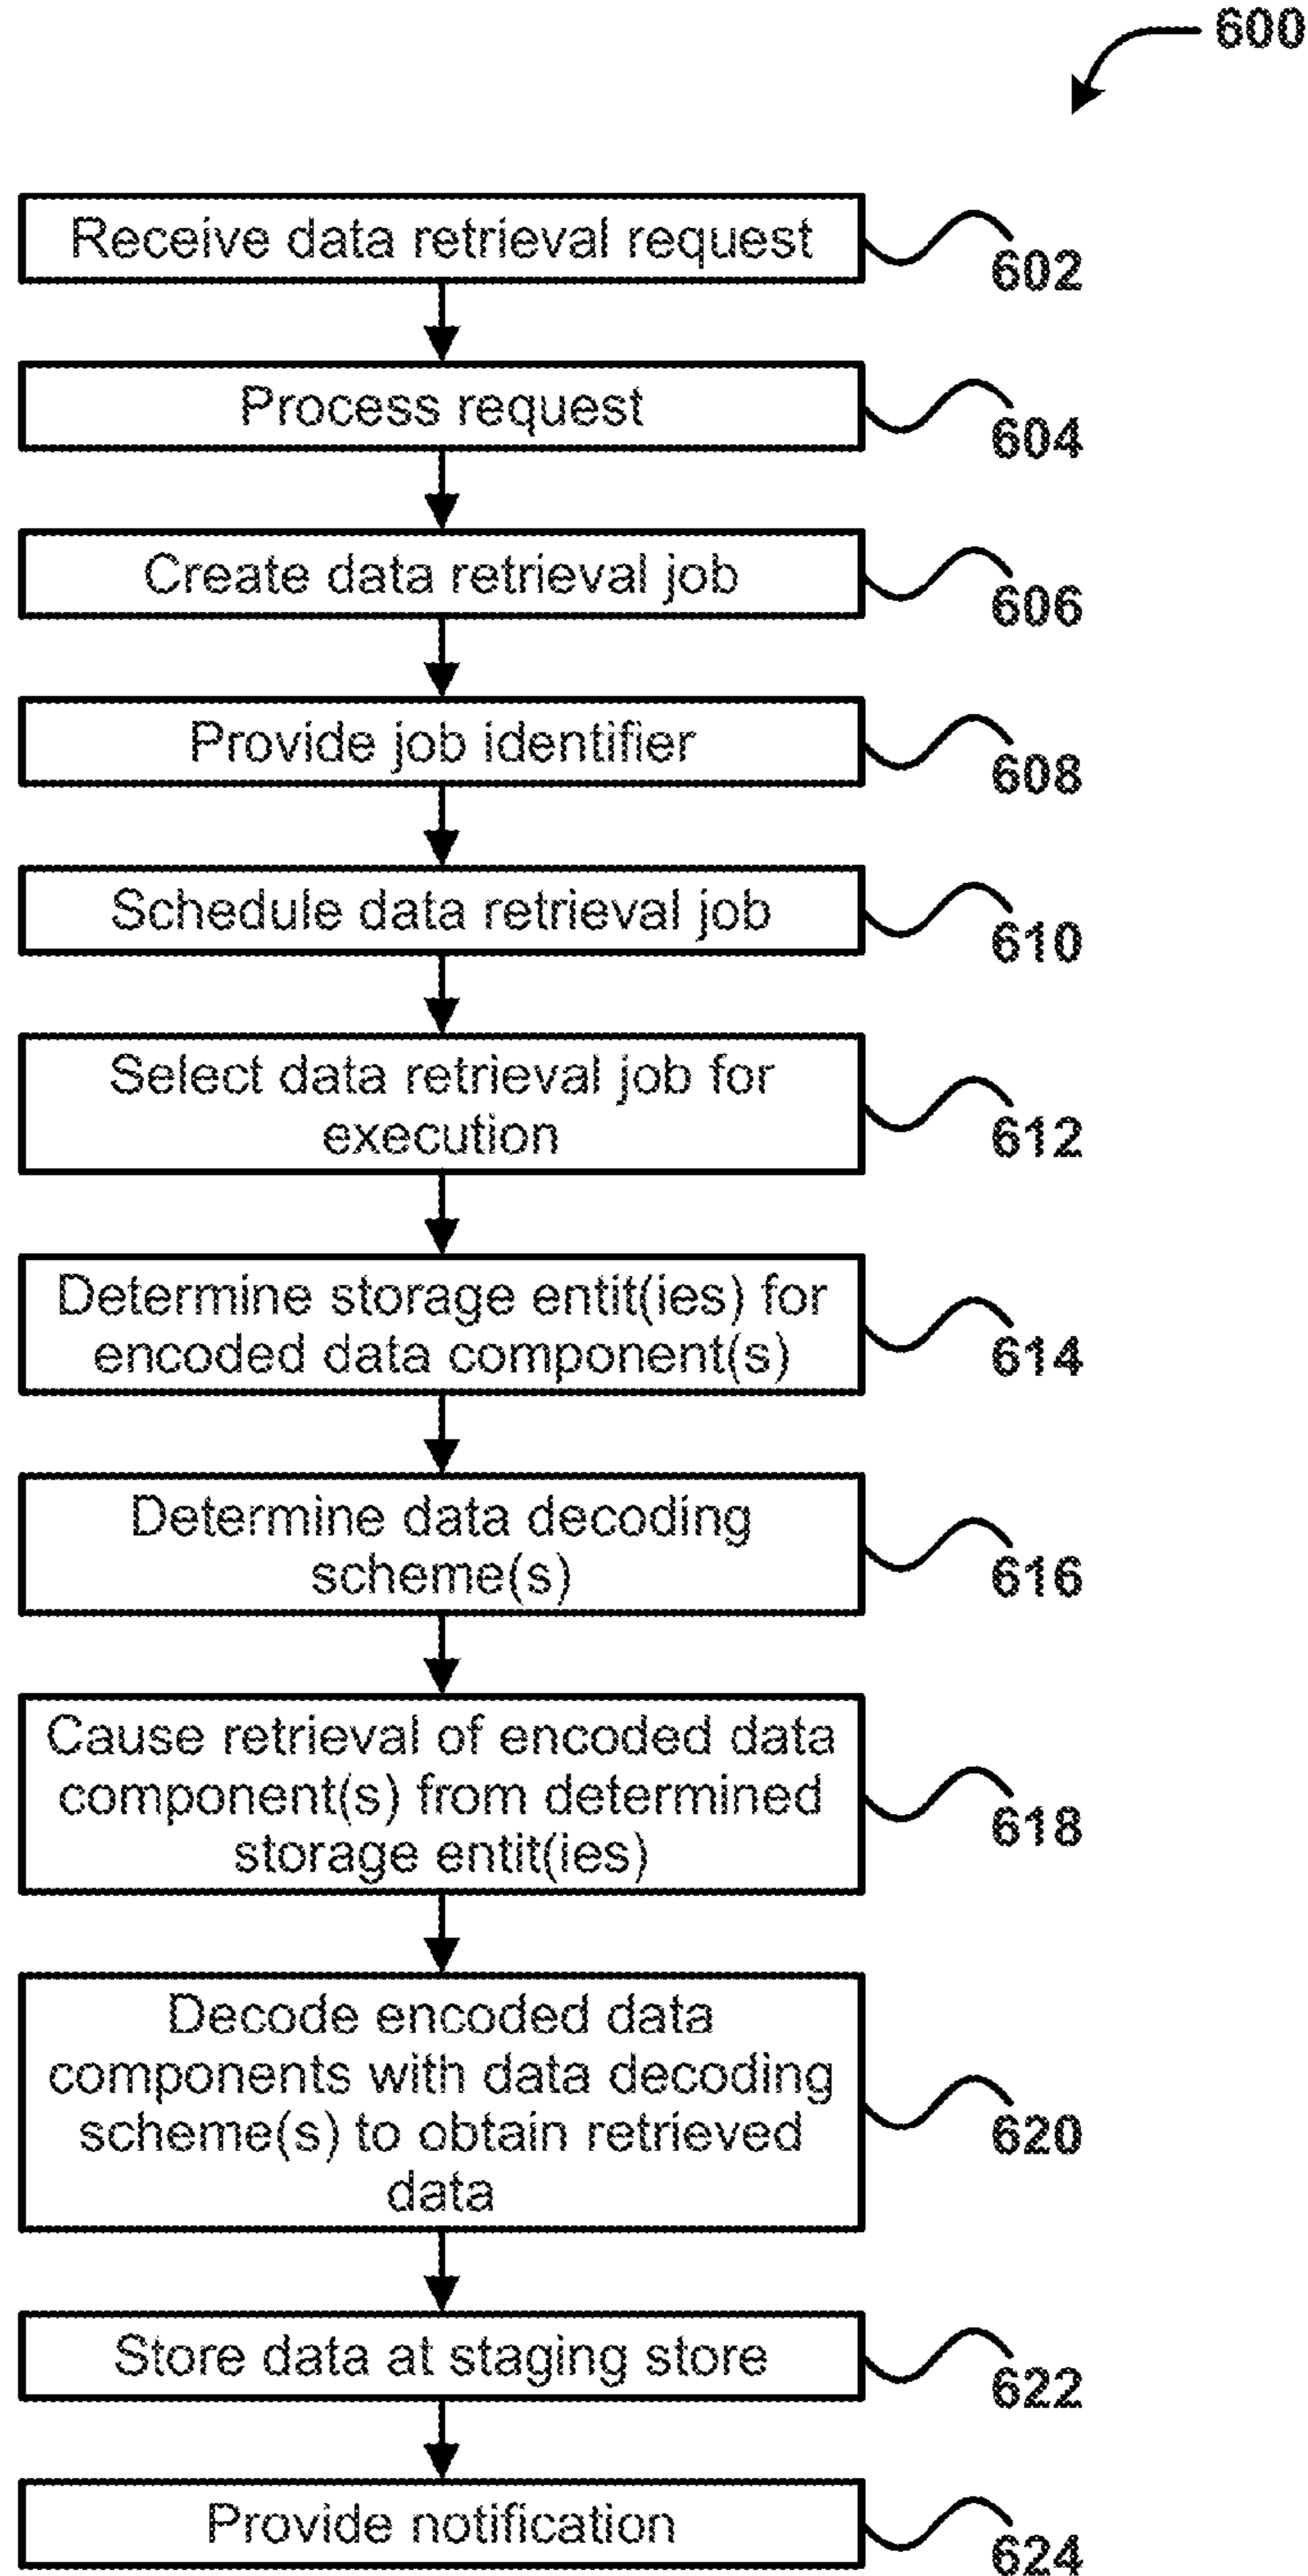 600
Receive data retrieval request
602
Process request
604
Create data retrieval job
606
Provide job identifier
608
Schedule data retrieval job
610
Select data retrieval job for
execution
612
Determine storage entit(ies) for
encoded data component(s)
614
Determine data decoding
scheme(s)
616
Cause retrieval of encoded data
component(s) from determined
storage entit(ies)
618
Decode encoded data
components with data decoding
scheme(s) to obtain retrieved
data
620
Store data at staging store
622
Provide notification
624